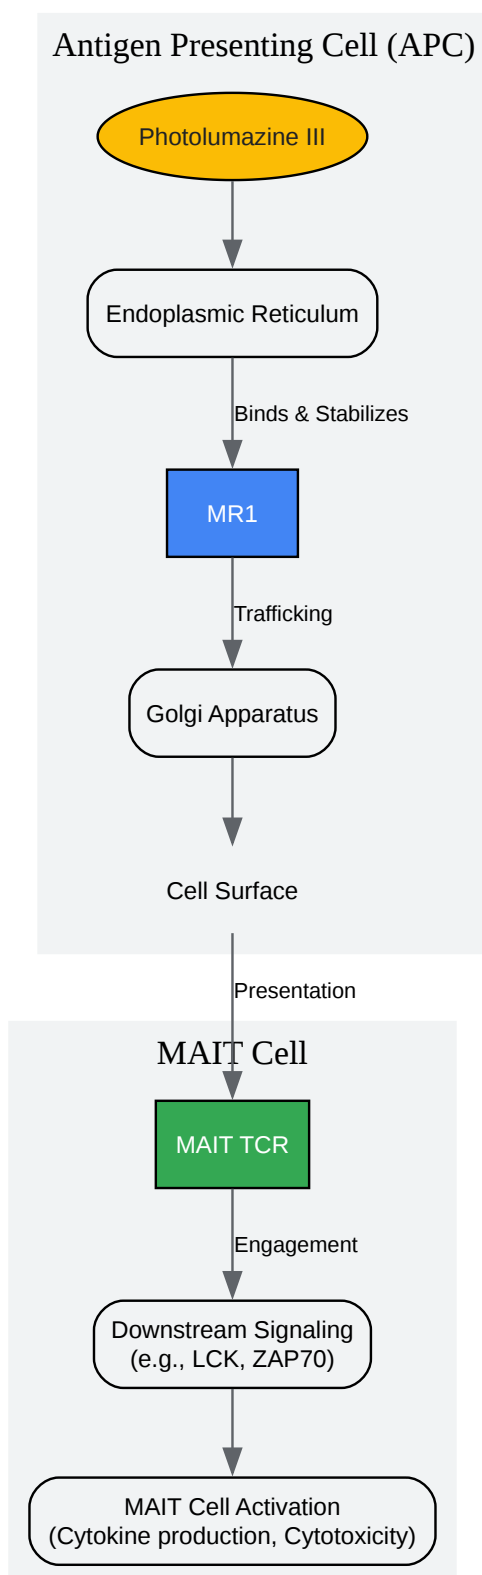 Antigen Presenting Cell (APC)
Photolumazine III
Endoplasmic Reticulum
Binds & Stabilizes
MR1
Trafficking
Golgi Apparatus
Cell Surface
Presentation
MAIT Cell
MAIT TCR
Engagement
Downstream Signaling
(e.g., LCK, ZAP70)
MAIT Cell Activation
(Cytokine production, Cytotoxicity)